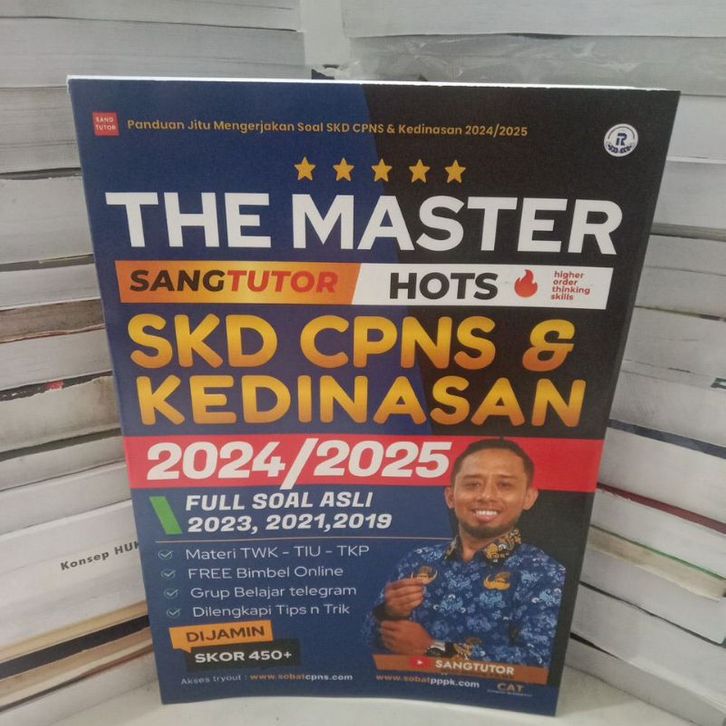 SANG
TUTOR
Panduan Jitu Mengerjakan Soal SKD CPNS & Kedinasan 2024/2025
THE MASTER
SANGTUTOR
HOTS
higher
order
thinking
skills
SKD CPNS &
KEDINASAN
2024/2025
FULL SOAL ASLI
2023, 2021,2019
Materi TWK - TIU - TKP
FREE Bimbel Online
Grup Belajar telegram
Dilengkapi Tips n Trik
DIJAMIN
SKOR 450+
SANGTUTOR
Akses tryout : www.sobatcpns.com
www.sobatpppk.com
CAT
Konsep HUK